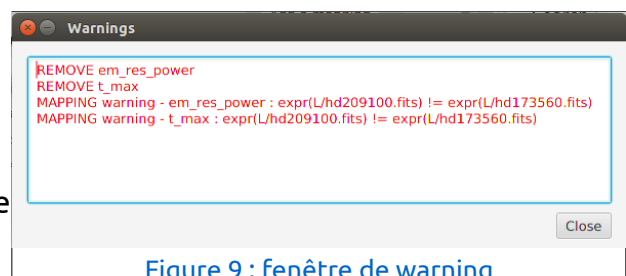 Warnings
REMOVE em_res_power
REMOVE t_max
MAPPING warning - em_res_power : expr(L/hd209100.fits) != expr(L/hd173560.fits)
MAPPING warning - t_max : expr(L/hd209100.fits) != expr(L/hd173560.fits)
e
Close
Figure 9 : fenêtre de warning